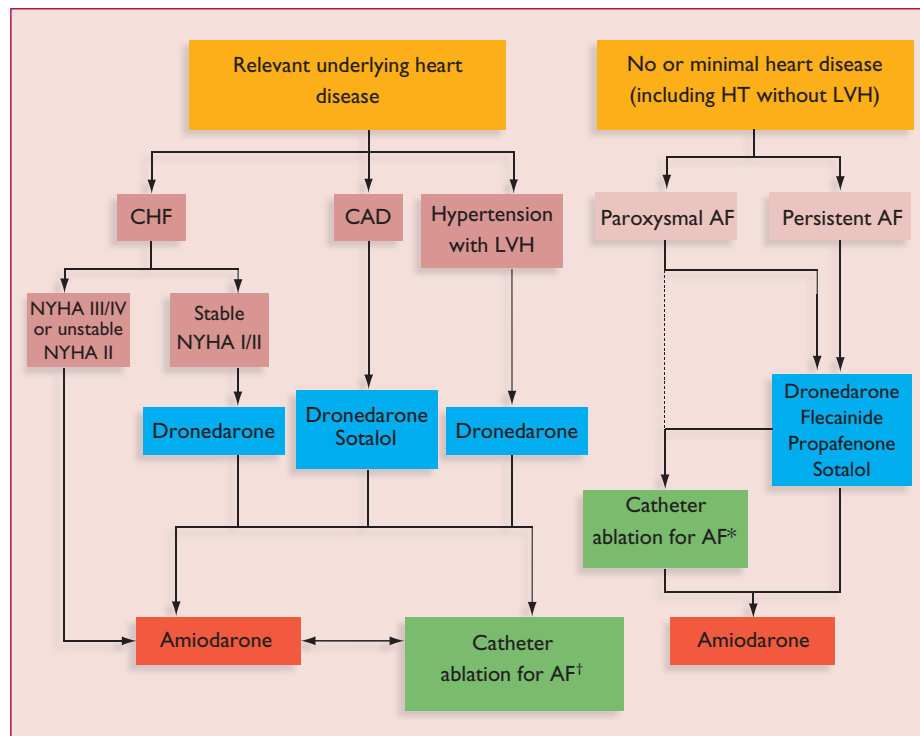 Relevant underlying heart
disease
No or minimal heart disease
(including HT without LVH)
CHF
CAD
Hypertension
with LVH
Paroxysmal AF
Persistent AF
NYHA III/IV
or unstable
NYHA II
Stable
NYHA I/II
Dronedarone
Dronedarone
Sotalol
Dronedarone
Dronedarone
Flecainide
Propafenone
Sotalol
Catheter
ablation for AF*
Amiodarone
Catheter
ablation for AF†
Amiodarone